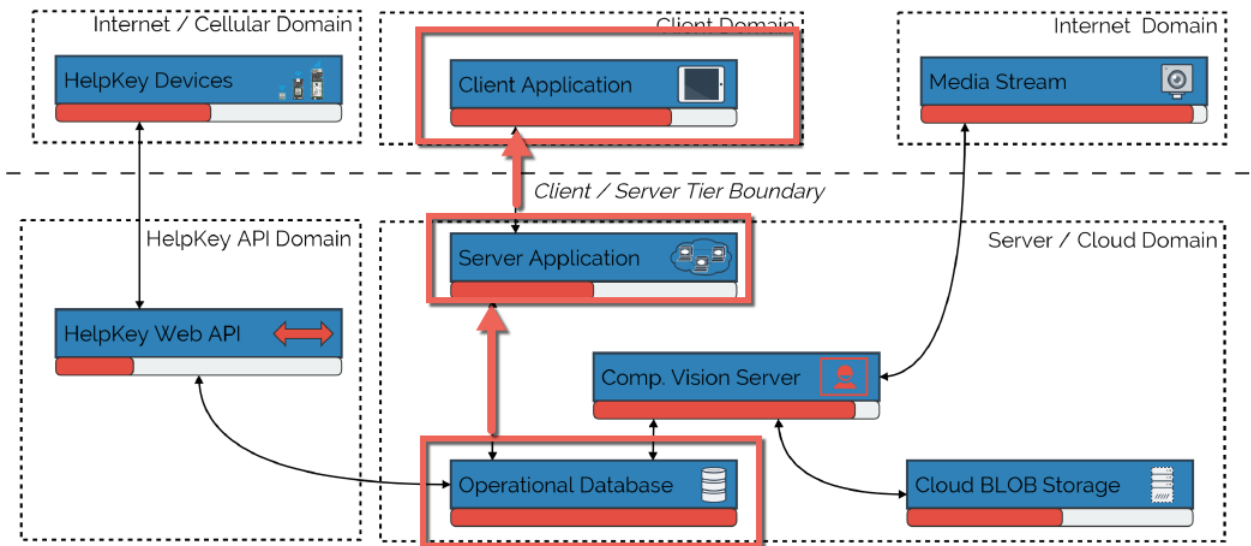 Internet / Cellular Domain
Client Domain
Internet Domain
HelpKey Devices
Client Application
Media Stream
Client / Server Tier Boundary
HelpKey API Domain
Server / Cloud Domain
Server Application
HelpKey Web API
Comp. Vision Server
Operational Database
Cloud BLOB Storage